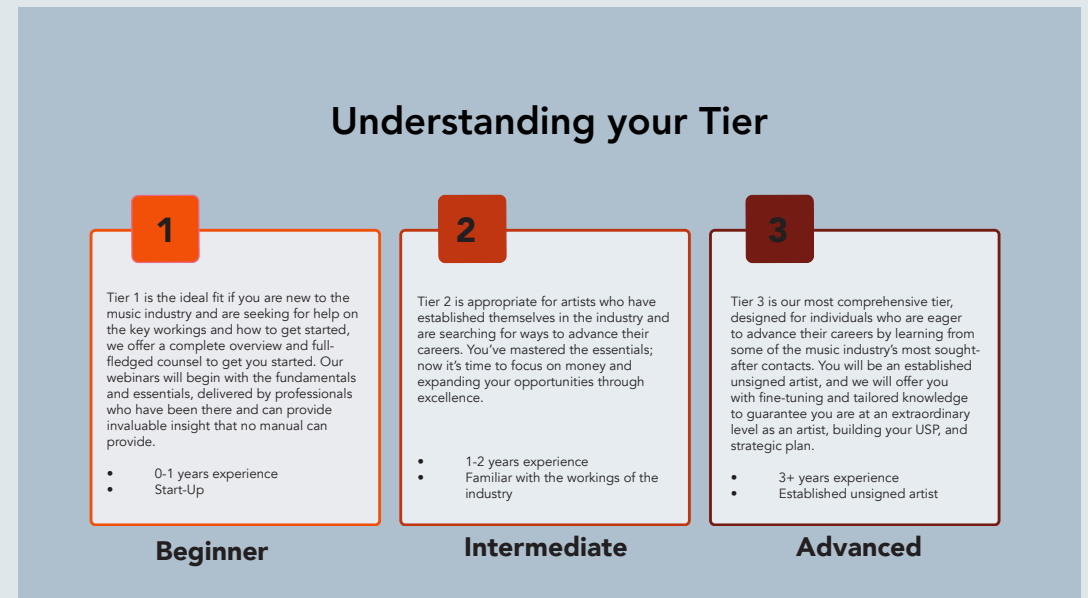 Understanding your Tier
1
Tier 1 is the ideal fit if you are new to the
music industry and are seeking for help on
the key workings and how to get started,
we offer a complete overview and full-
fledged counsel to get you started. Our
webinars will begin with the fundamentals
and essentials, delivered by professionals
who have been there and can provide
invaluable insight that no manual can
provide.
• 0-1 years experience
• Start-Up
Beginner
2
Tier 2 is appropriate for artists who have
established themselves in the industry and
are searching for ways to advance their
careers. You've mastered the essentials;
now it's time to focus on money and
expanding your opportunities through
excellence.
• 1-2 years experience
• Familiar with the workings of the
industry
Intermediate
3
Tier 3 is our most comprehensive tier,
designed for individuals who are eager
to advance their careers by learning from
some of the music industry's most sought-
after contacts. You will be an established
unsigned artist, and we will offer you
with fine-tuning and tailored knowledge
to guarantee you are at an extraordinary
level as an artist, building your USP, and
strategic plan.
• 3+ years experience
• Established unsigned artist
Advanced